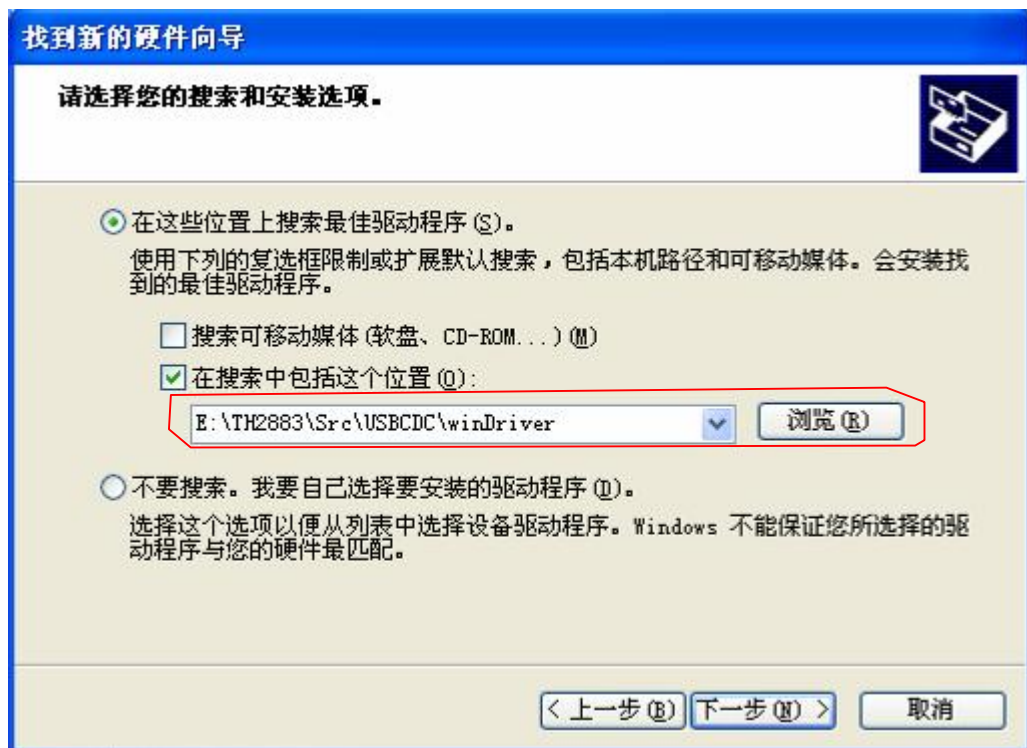 找到新的硬件向导
请选择您的搜索和安装选项。
在这些位置上搜索最佳驱动程序(S)。
使用下列的复选框限制或扩展默认搜索，包括本机路径和可移动媒体。会安装找
到的最佳驱动程序。
搜索可移动媒体(软盘、CD-ROM...)(M)
在搜索中包括这个位置(O):
E:\TH2883\Src\USBCDC\winDriver
浏览(R)
不要搜索。我要自己选择要安装的驱动程序(D)。
选择这个选项以便从列表中选择设备驱动程序。Windows 不能保证您所选择的驱
动程序与您的硬件最匹配。
< 上一步(B) 下一步(N) > 取消